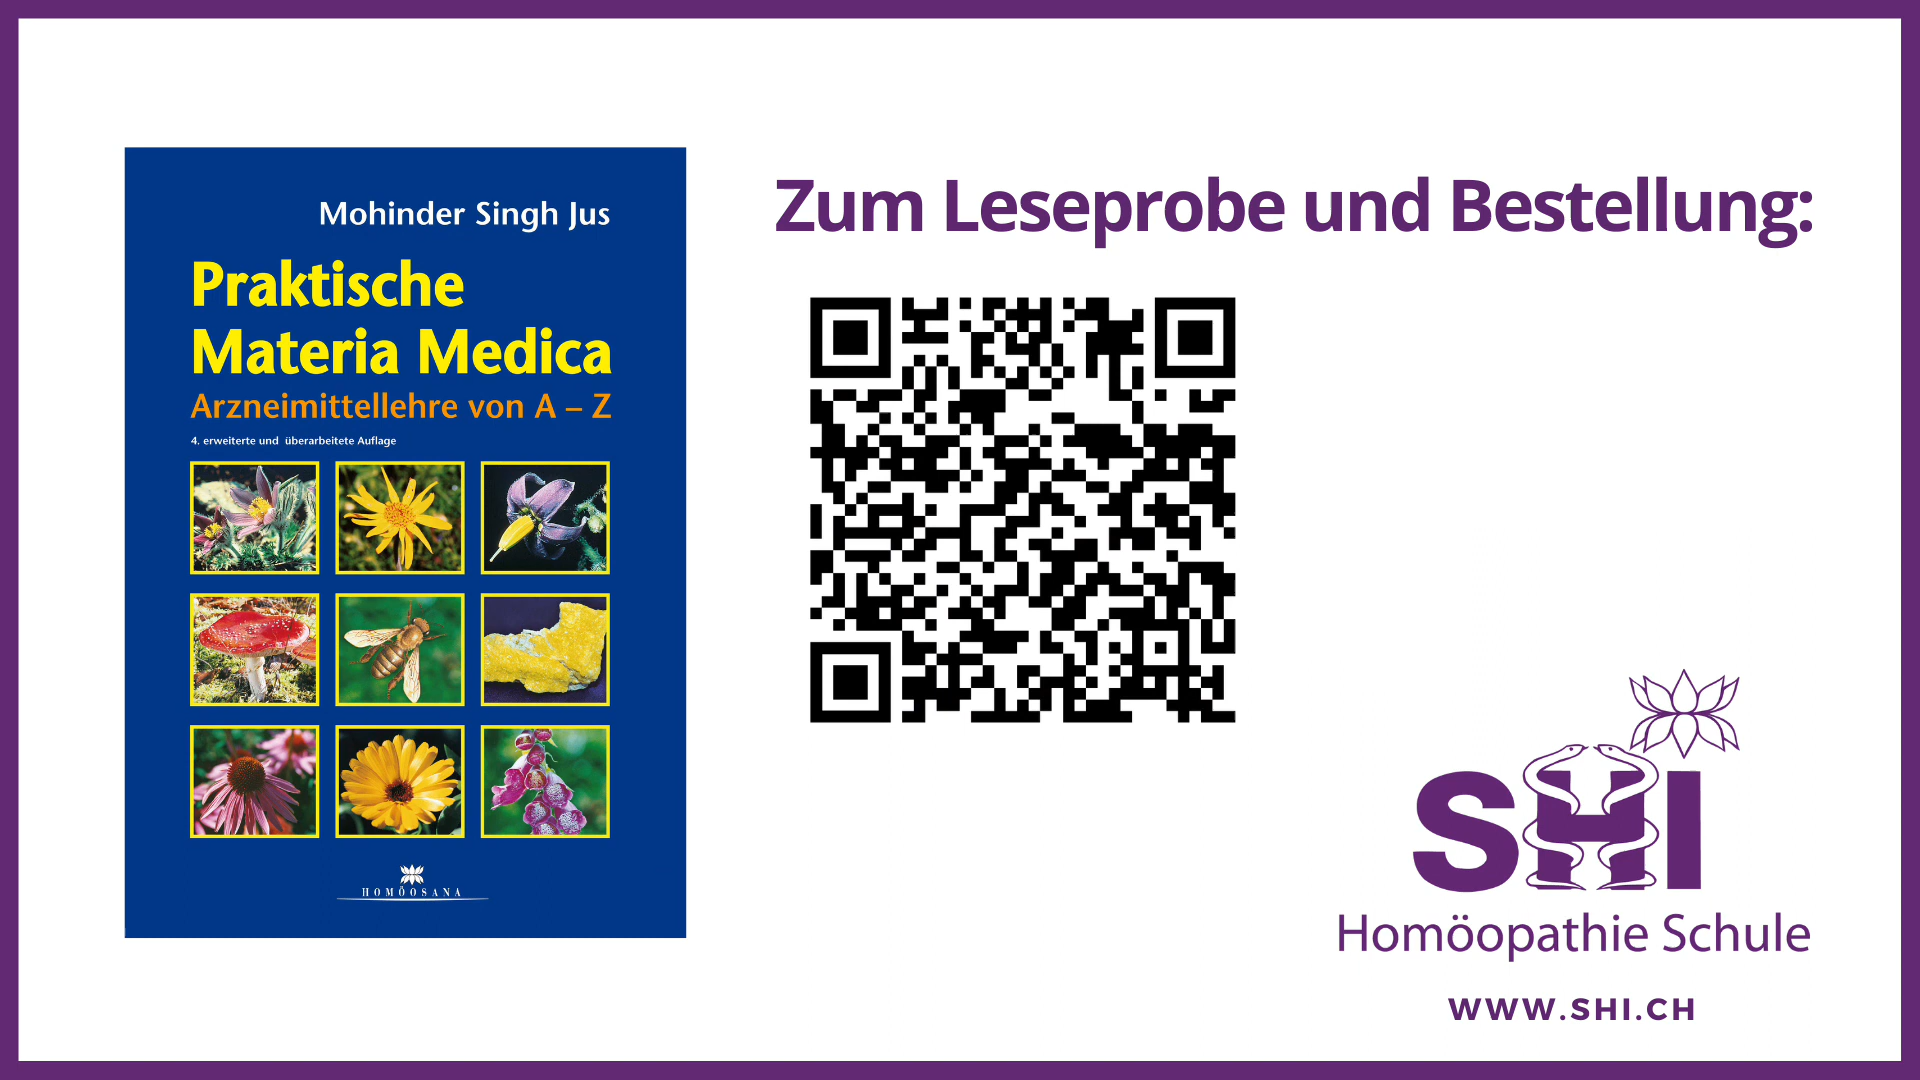 Mohinder Singh Jus
Praktische
Materia Medica
Arzneimittellehre von A – Z
4. erweiterte und überarbeitete Auflage
HOMÖOSANA
Zum Leseprobe und Bestellung:
SHI
Homöopathie Schule
WWW.SHI.CH